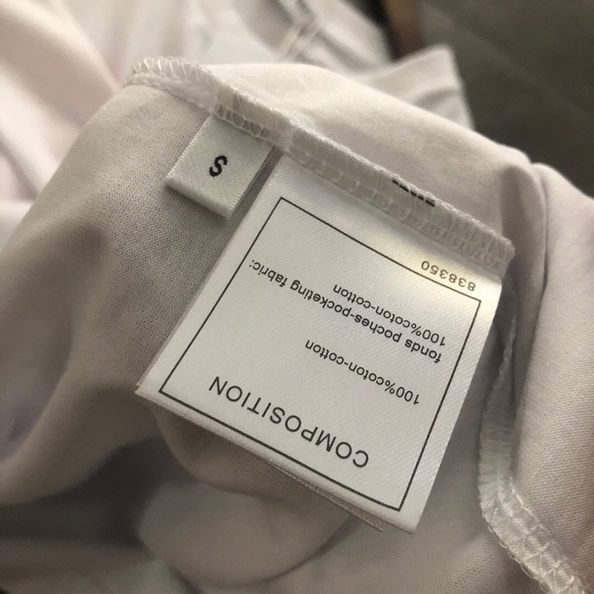 COMPOSITION
100%coton-cotton
fonds poches-pocketing fabric:
100%coton-cotton
838350
S